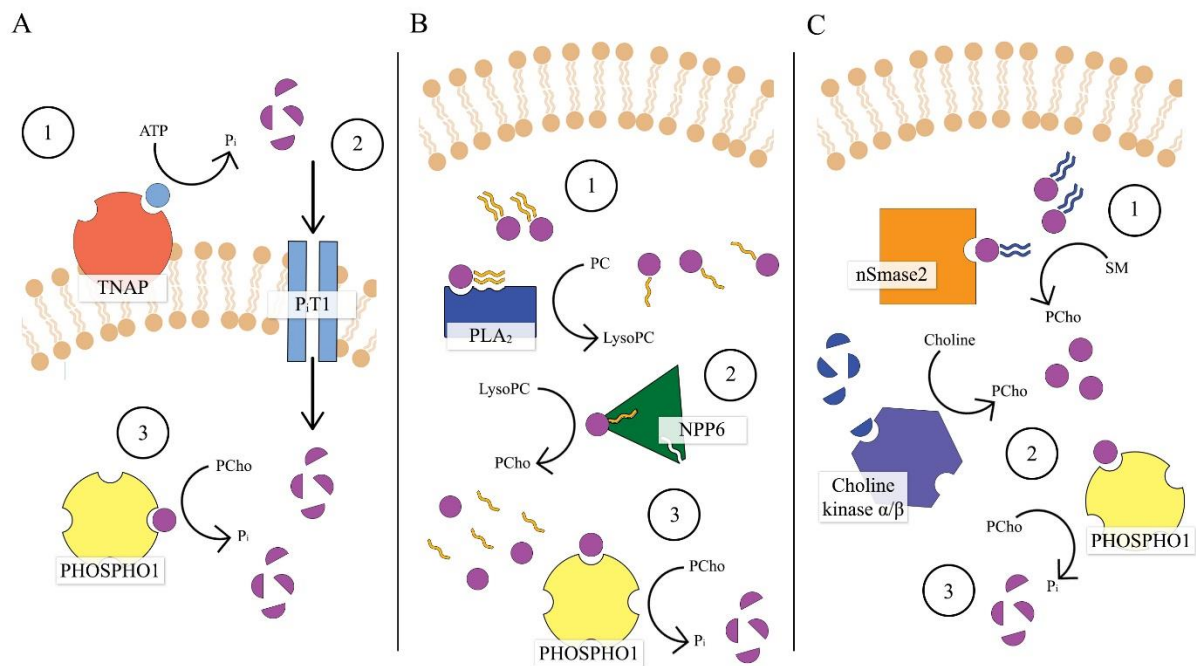 A
1
ATP
Pᵢ
2
TNAP
PᵢT1
3
PCho
Pᵢ
PHOSPHO1
B
1
PC
PLA₂
LysoPC
LysoPC
2
NPP6
PCho
3
PCho
PHOSPHO1
Pᵢ
C
1
nSmase2
SM
PCho
Choline
PCho
2
Choline
kinase α/β
PCho
PHOSPHO1
3
Pᵢ